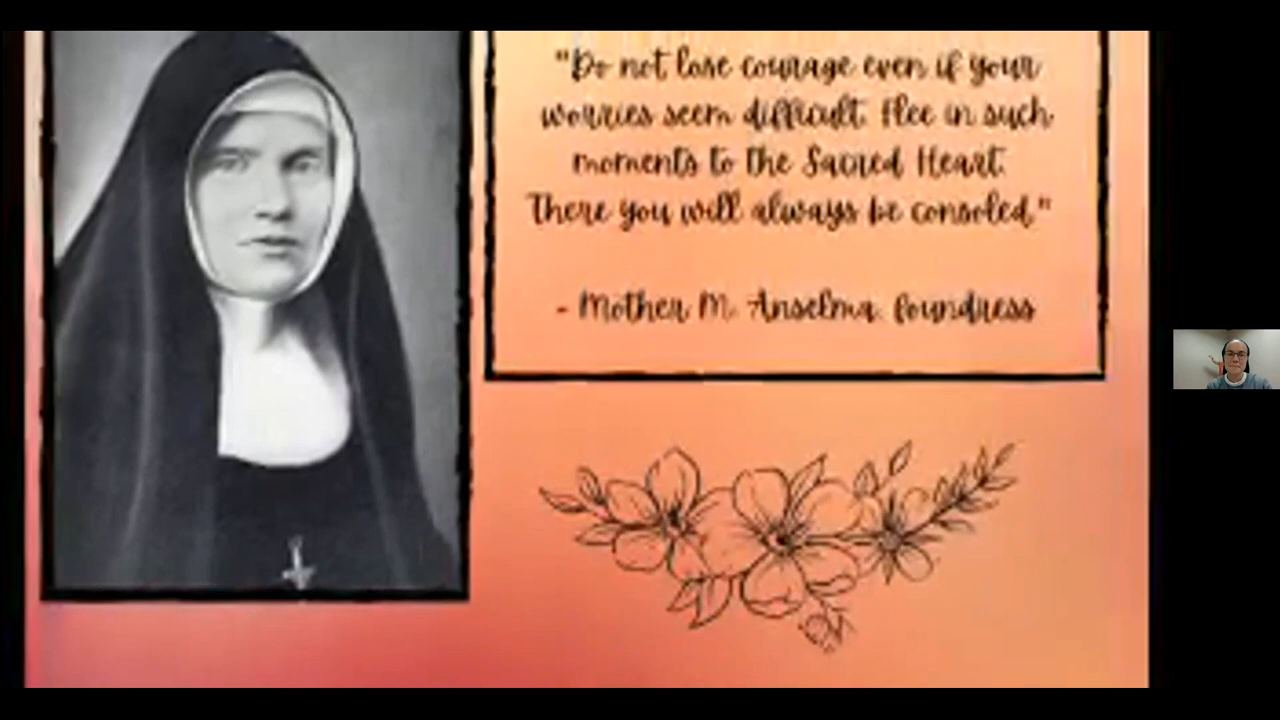 "Do not lose courage even if your
worries seem difficult. Flee in such
moments to the Sacred Heart.
There you will always be consoled."
- Mother M. Anselma, foundress